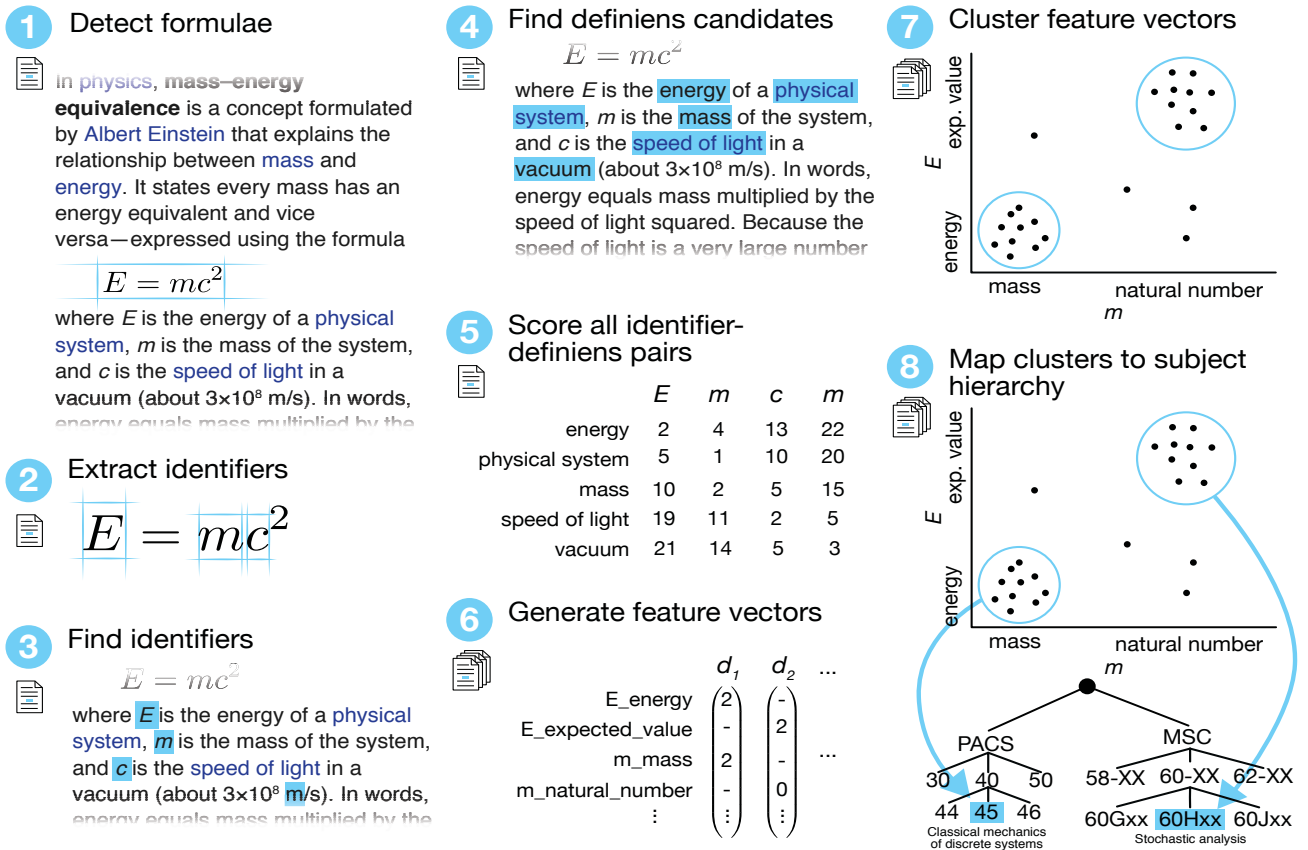 1 Detect formulae
In physics, mass–energy
equivalence is a concept formulated
by Albert Einstein that explains the
relationship between mass and
energy. It states every mass has an
energy equivalent and vice
versa—expressed using the formula
E = mc²
where E is the energy of a physical
system, m is the mass of the system,
and c is the speed of light in a
vacuum (about 3×10⁸ m/s). In words,
energy equals mass multiplied by the
2 Extract identifiers
E = mc²
3 Find identifiers
E = mc²
where E is the energy of a physical
system, m is the mass of the system,
and c is the speed of light in a
vacuum (about 3×10⁸ m/s). In words,
energy equals mass multiplied by the
4 Find definiens candidates
E = mc²
where E is the energy of a physical
system, m is the mass of the system,
and c is the speed of light in a
vacuum (about 3×10⁸ m/s). In words,
energy equals mass multiplied by the
speed of light squared. Because the
speed of light is a very large number
5 Score all identifier-
definiens pairs
E m c m
energy 2 4 13 22
physical system 5 1 10 20
mass 10 2 5 15
speed of light 19 11 2 5
vacuum 21 14 5 3
6 Generate feature vectors
d₁ d₂ ...
E_energy 2 -
E_expected_value - 2
m_mass 2 - ...
m_natural_number - 0
⋮ ⋮ ⋮
7 Cluster feature vectors
exp. value
E
energy
mass natural number
m
8 Map clusters to subject
hierarchy
exp. value
E
energy
mass natural number
m
PACS MSC
30 40 50 58-XX 60-XX 62-XX
44 45 46 60Gxx 60Hxx 60Jxx
Classical mechanics
of discrete systems
Stochastic analysis